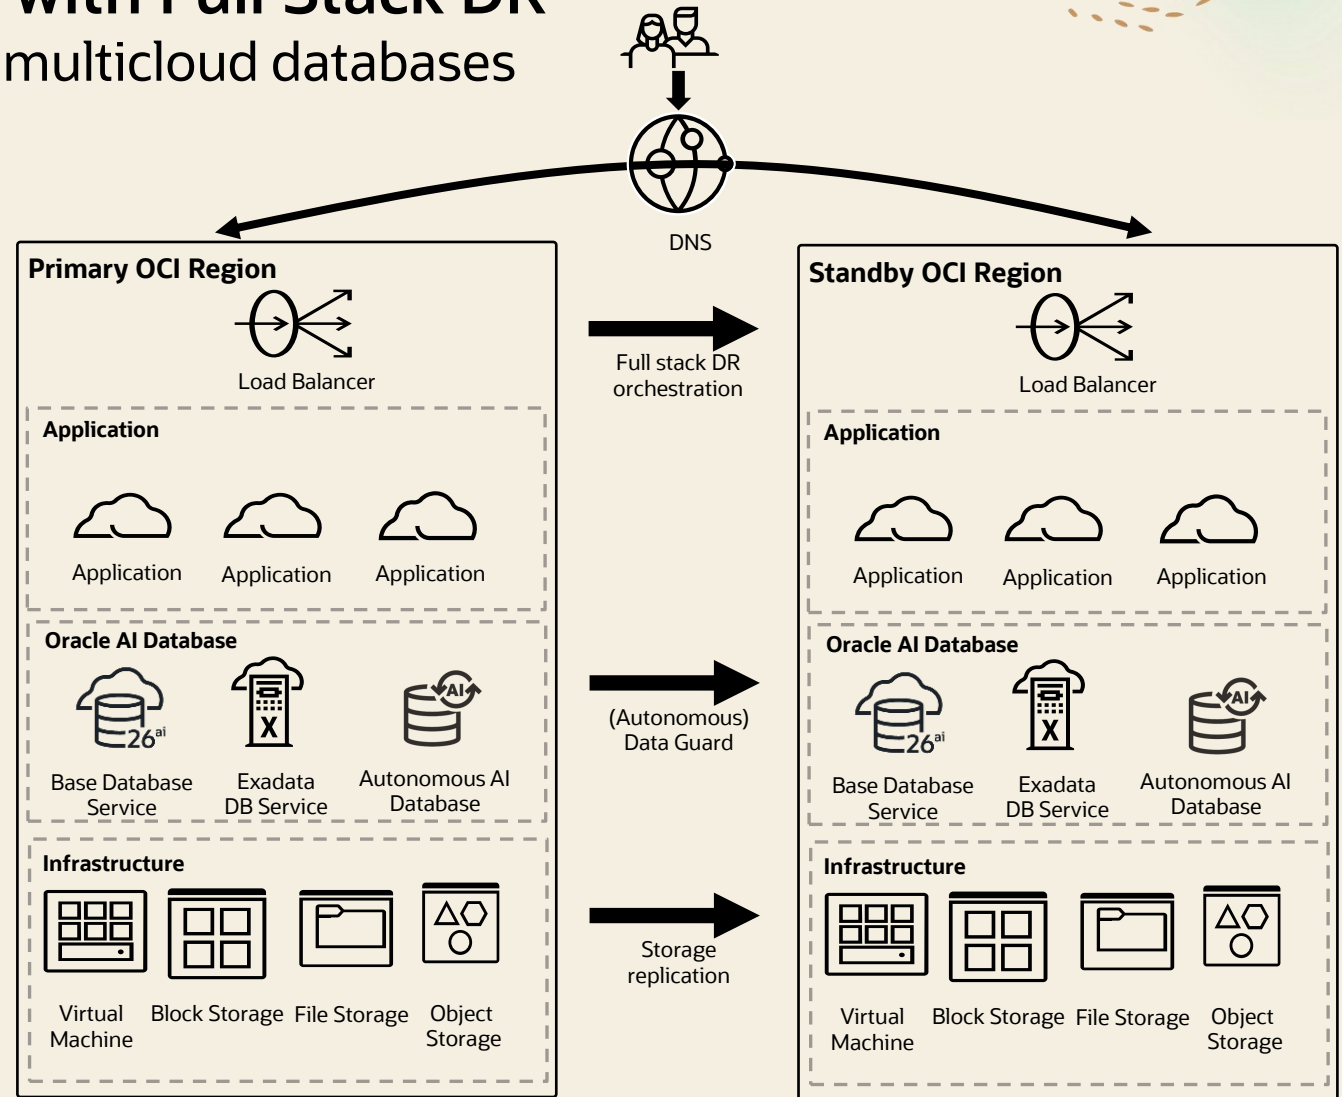 with Full Stack DR
multicloud databases
DNS
Primary OCI Region
Load Balancer
Application
Application
Application
Application
Oracle AI Database
26ai
X
AI
Base Database
Service
Exadata
DB Service
Autonomous AI
Database
Infrastructure
Virtual
Machine
Block Storage
File Storage
Object
Storage
Full stack DR
orchestration
(Autonomous)
Data Guard
Storage
replication
Standby OCI Region
Load Balancer
Application
Application
Application
Application
Oracle AI Database
26ai
X
AI
Base Database
Service
Exadata
DB Service
Autonomous AI
Database
Infrastructure
Virtual
Machine
Block Storage
File Storage
Object
Storage